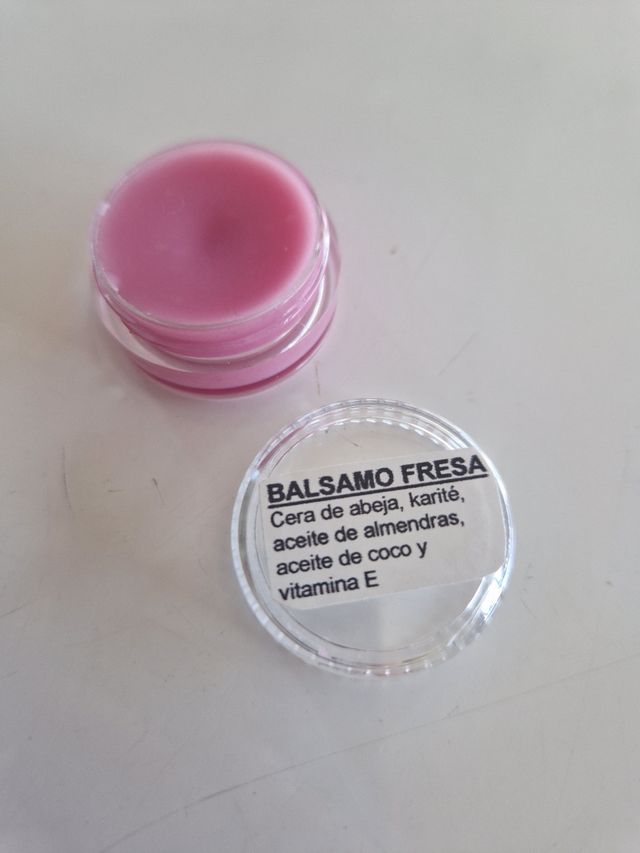 BALSAMO FRESA
Cera de abeja, karité,
aceite de almendras,
aceite de coco y
vitamina E